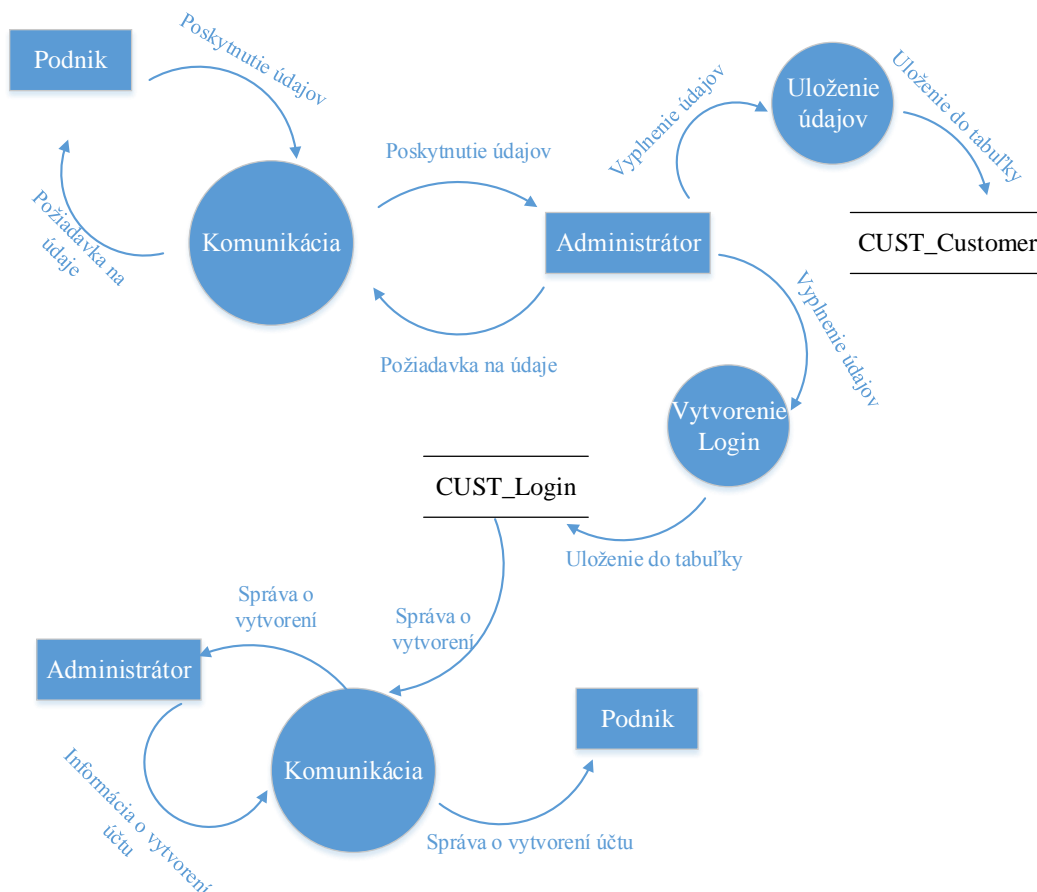 Podnik
Poskytnutie údajov
Požiadavka na
údaje
Komunikácia
Poskytnutie údajov
Požiadavka na údaje
Administrátor
Vyplnenie údajov
Uloženie
údajov
Uloženie do tabuľky
CUST_Customer
Vyplnenie údajov
Vytvorenie
Login
Uloženie do tabuľky
CUST_Login
Správa o
vytvorení
Správa o
vytvorení
Administrátor
Informácia o vytvorení
účtu
Komunikácia
Správa o vytvorení účtu
Podnik